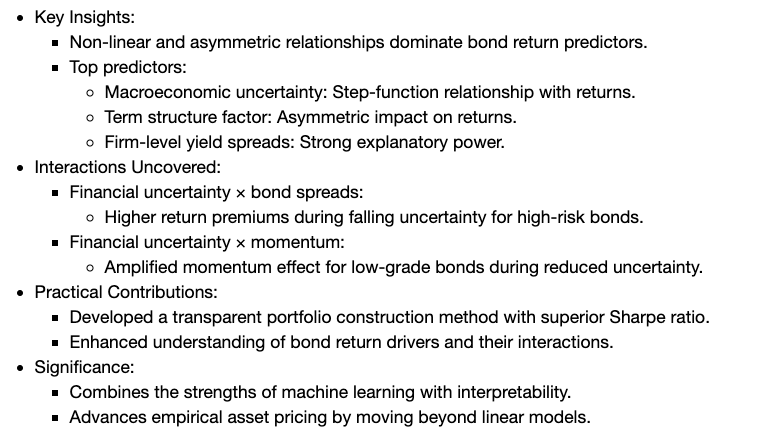 • Key Insights:
▪ Non-linear and asymmetric relationships dominate bond return predictors.
▪ Top predictors:
◦ Macroeconomic uncertainty: Step-function relationship with returns.
◦ Term structure factor: Asymmetric impact on returns.
◦ Firm-level yield spreads: Strong explanatory power.
• Interactions Uncovered:
▪ Financial uncertainty × bond spreads:
◦ Higher return premiums during falling uncertainty for high-risk bonds.
▪ Financial uncertainty × momentum:
◦ Amplified momentum effect for low-grade bonds during reduced uncertainty.
• Practical Contributions:
▪ Developed a transparent portfolio construction method with superior Sharpe ratio.
▪ Enhanced understanding of bond return drivers and their interactions.
• Significance:
▪ Combines the strengths of machine learning with interpretability.
▪ Advances empirical asset pricing by moving beyond linear models.